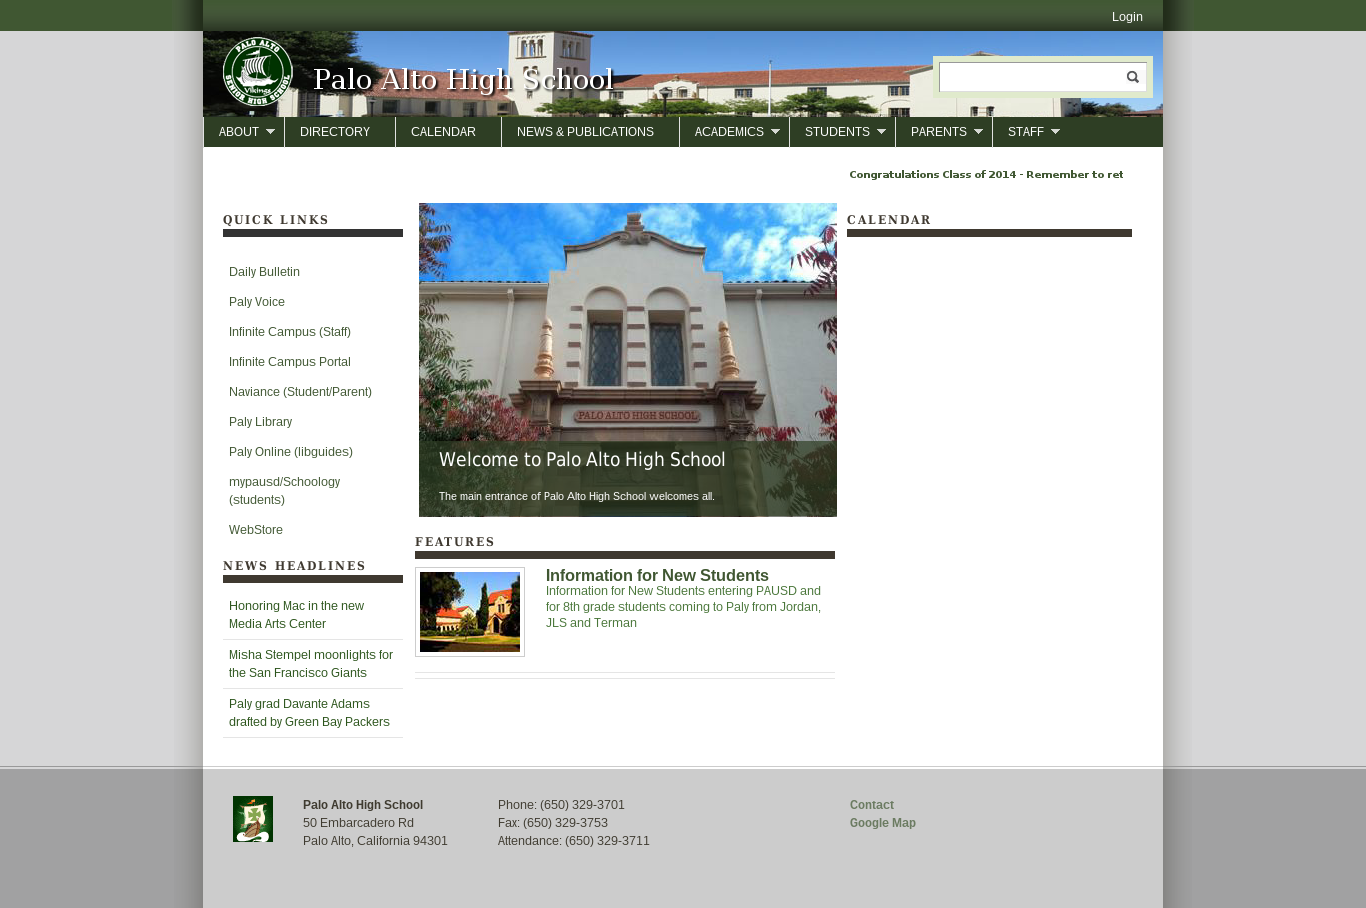 Login
PALO ALTO
Vikings
SENIOR HIGH SCHOOL
Palo Alto High School
ABOUT DIRECTORY CALENDAR NEWS & PUBLICATIONS ACADEMICS STUDENTS PARENTS STAFF
Congratulations Class of 2014 - Remember to ret
QUICK LINKS
Daily Bulletin
Paly Voice
Infinite Campus (Staff)
Infinite Campus Portal
Naviance (Student/Parent)
Paly Library
Paly Online (libguides)
mypausd/Schoology
(students)
WebStore
NEWS HEADLINES
Honoring Mac in the new
Media Arts Center
Misha Stempel moonlights for
the San Francisco Giants
Paly grad Davante Adams
drafted by Green Bay Packers
PALO ALTO HIGH SCHOOL
Welcome to Palo Alto High School
The main entrance of Palo Alto High School welcomes all.
FEATURES
Information for New Students
Information for New Students entering PAUSD and
for 8th grade students coming to Paly from Jordan,
JLS and Terman
CALENDAR
Palo Alto High School
50 Embarcadero Rd
Palo Alto, California 94301
Phone: (650) 329-3701
Fax: (650) 329-3753
Attendance: (650) 329-3711
Contact
Google Map